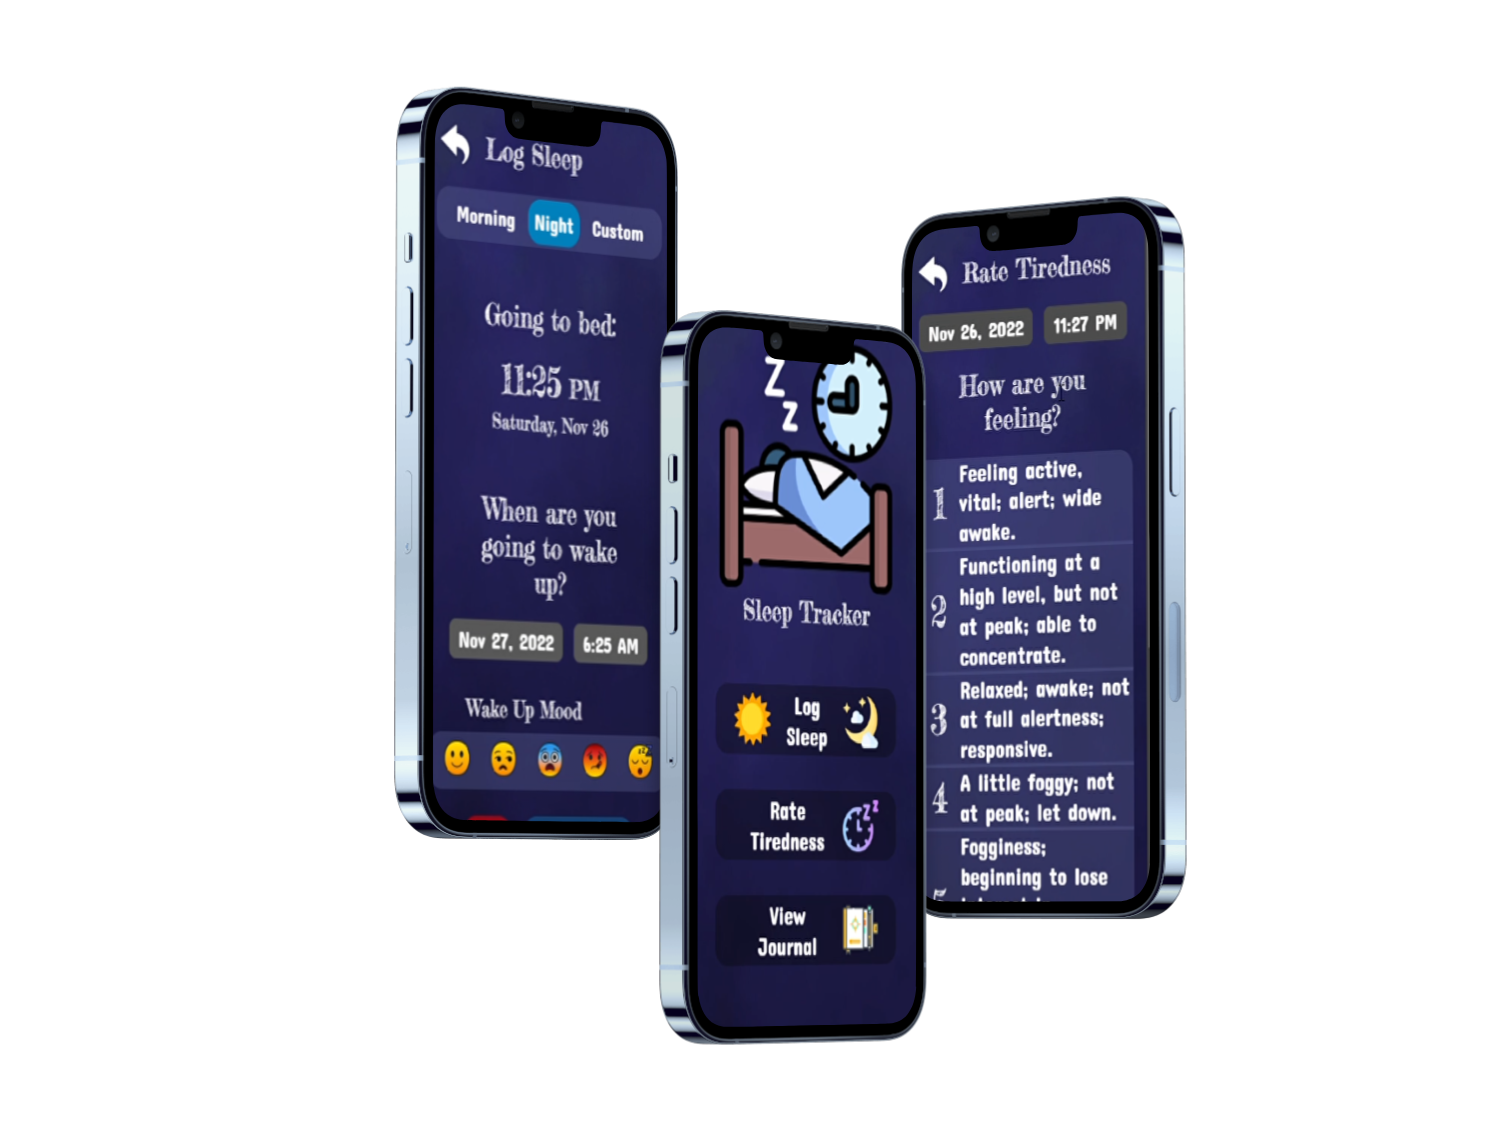 Log Sleep
Morning Night Custom
Going to bed:
11:25 PM
Saturday, Nov 26
When are you
going to wake
up?
Nov 27, 2022 6:25 AM
Wake Up Mood
Z
Z
Sleep Tracker
Log
Sleep
Rate
Tiredness
View
Journal
Rate Tiredness
Nov 26, 2022 11:27 PM
How are you
feeling?
1 Feeling active,
vital; alert; wide
awake.
2 Functioning at a
high level, but not
at peak; able to
concentrate.
3 Relaxed; awake; not
at full alertness;
responsive.
4 A little foggy; not
at peak; let down.
Fogginess;
beginning to lose